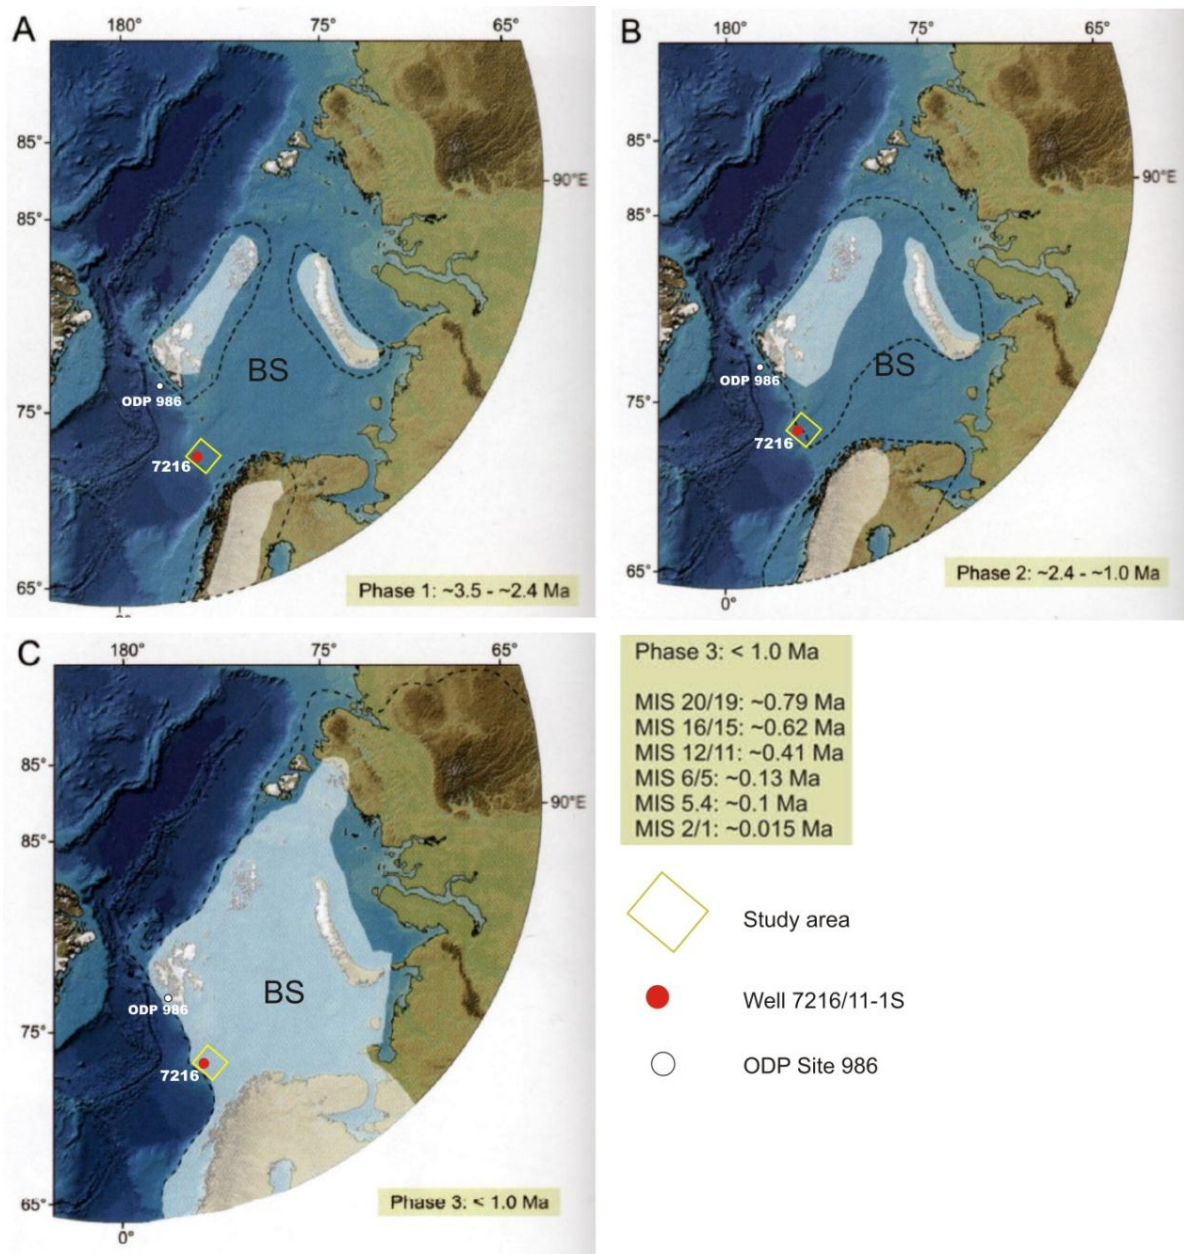 A
180°
75°
65°
85°
90°E
85°
BS
ODP 986
75°
7216
65°
Phase 1: ~3.5 - ~2.4 Ma
B
180°
75°
65°
85°
90°E
85°
BS
ODP 986
75°
7216
65°
Phase 2: ~2.4 - ~1.0 Ma
0°
C
180°
75°
65°
85°
90°E
85°
BS
ODP 986
75°
7216
65°
Phase 3: < 1.0 Ma
0°
Phase 3: < 1.0 Ma
MIS 20/19: ~0.79 Ma
MIS 16/15: ~0.62 Ma
MIS 12/11: ~0.41 Ma
MIS 6/5: ~0.13 Ma
MIS 5.4: ~0.1 Ma
MIS 2/1: ~0.015 Ma
Study area
Well 7216/11-1S
ODP Site 986